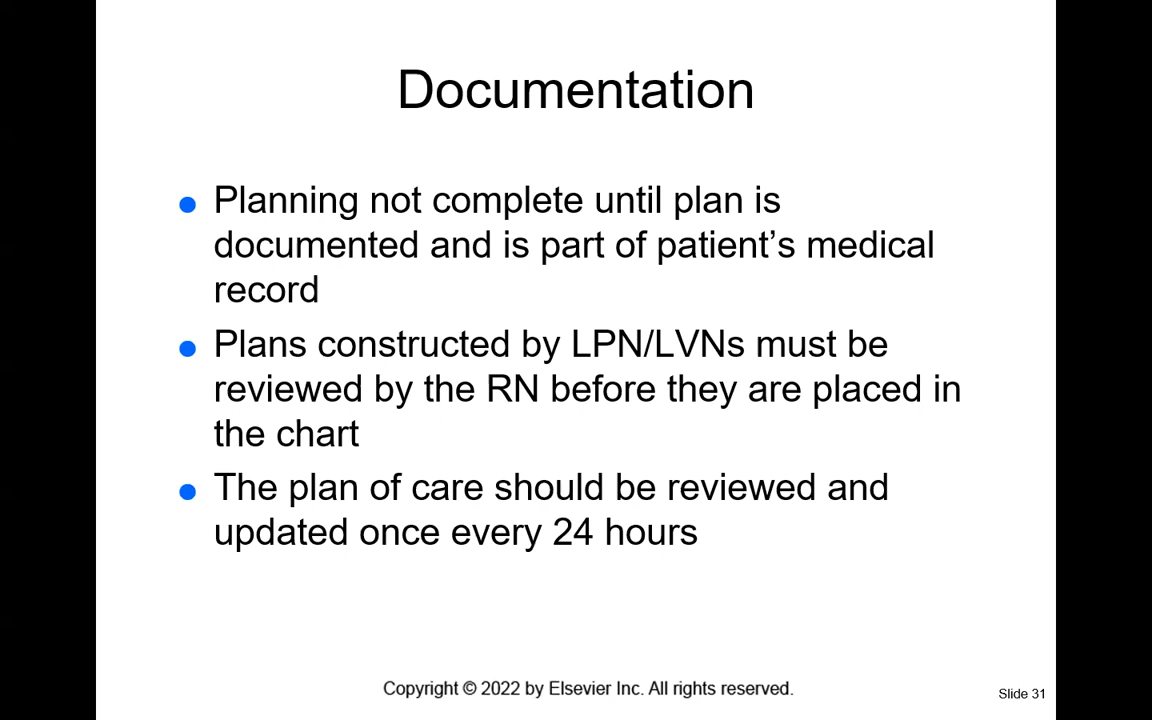 Documentation
● Planning not complete until plan is
documented and is part of patient’s medical
record
● Plans constructed by LPN/LVNs must be
reviewed by the RN before they are placed in
the chart
● The plan of care should be reviewed and
updated once every 24 hours
Copyright © 2022 by Elsevier Inc. All rights reserved.
Slide 31